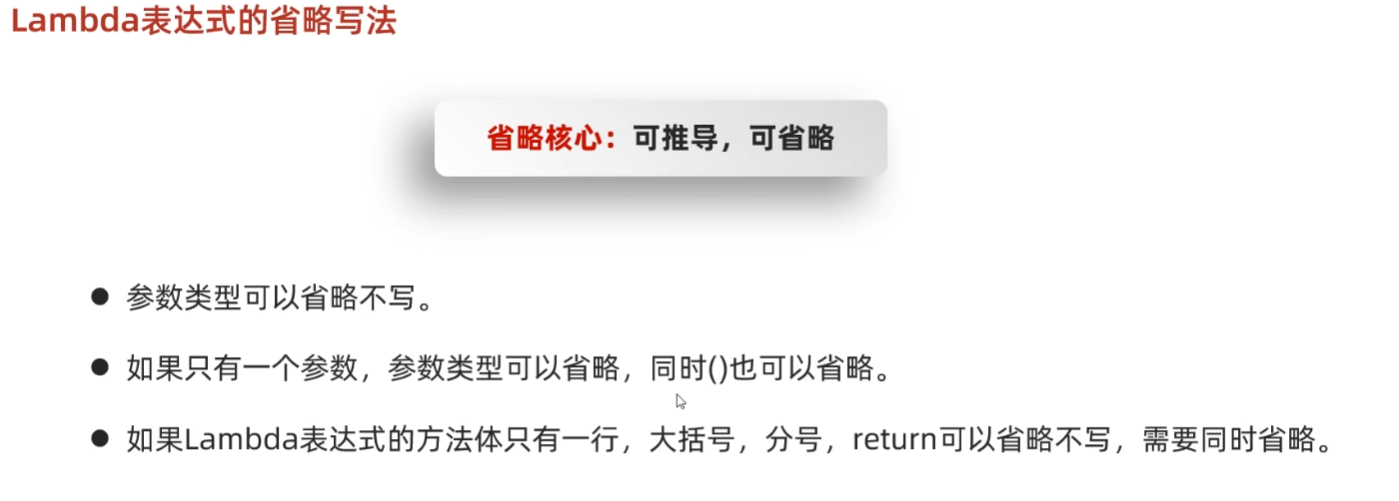 Lambda表达式的省略写法
省略核心：可推导，可省略
● 参数类型可以省略不写。
● 如果只有一个参数，参数类型可以省略，同时()也可以省略。
● 如果Lambda表达式的方法体只有一行，大括号，分号，return可以省略不写，需要同时省略。